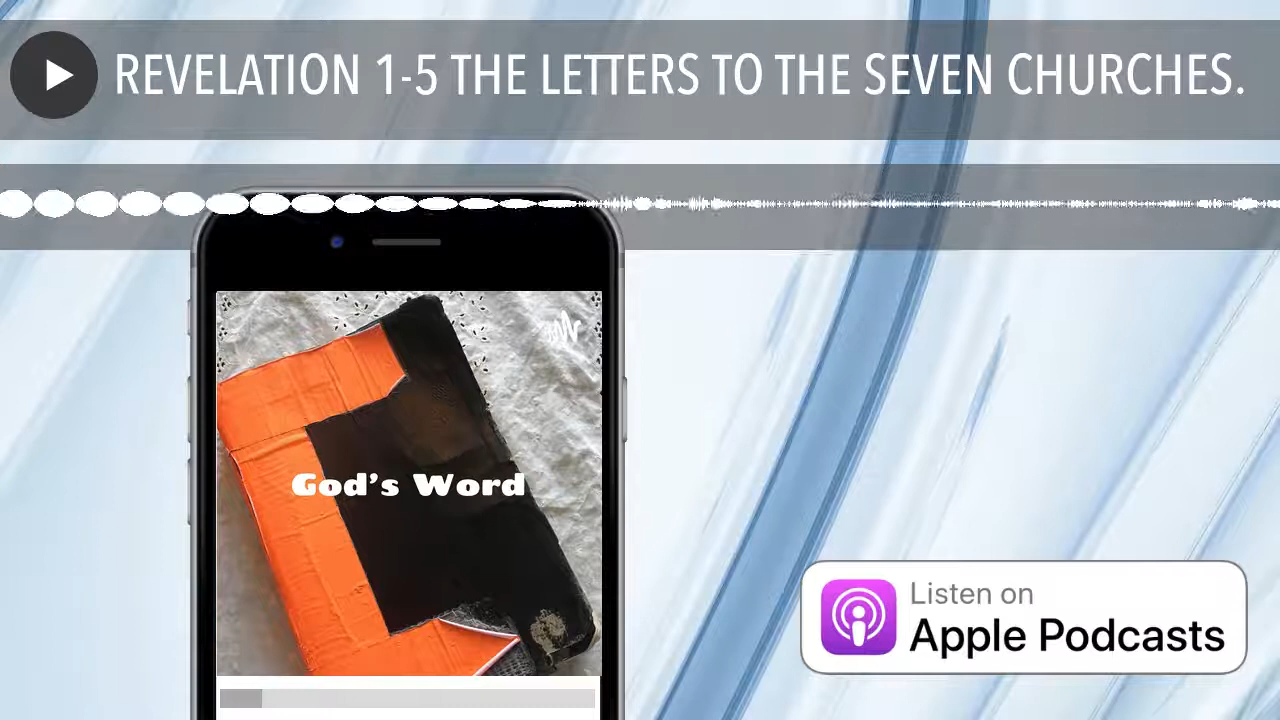 REVELATION 1-5 THE LETTERS TO THE SEVEN CHURCHES.
God's Word
Listen on
Apple Podcasts